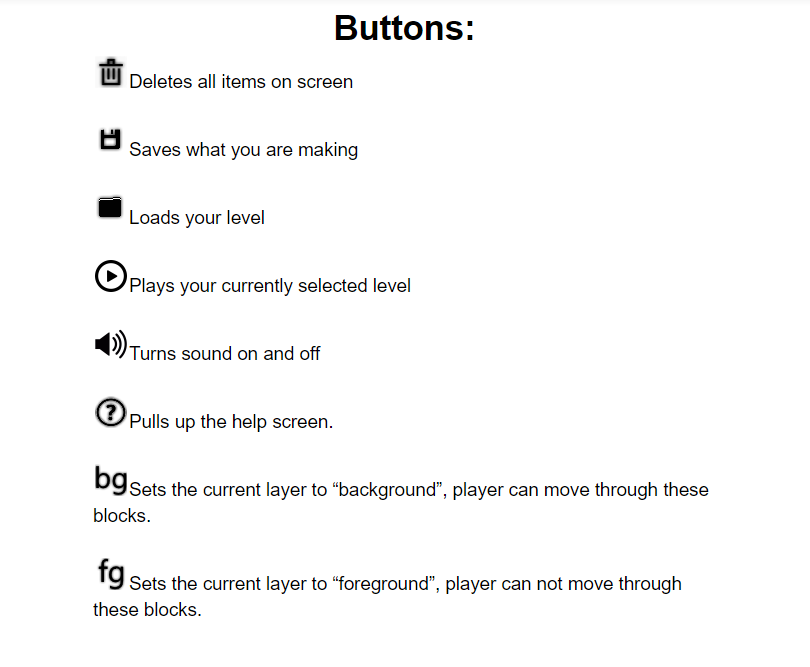 Buttons:
Deletes all items on screen
Saves what you are making
Loads your level
Plays your currently selected level
Turns sound on and off
? Pulls up the help screen.
bg Sets the current layer to “background”, player can move through these
blocks.
fg Sets the current layer to “foreground”, player can not move through
these blocks.